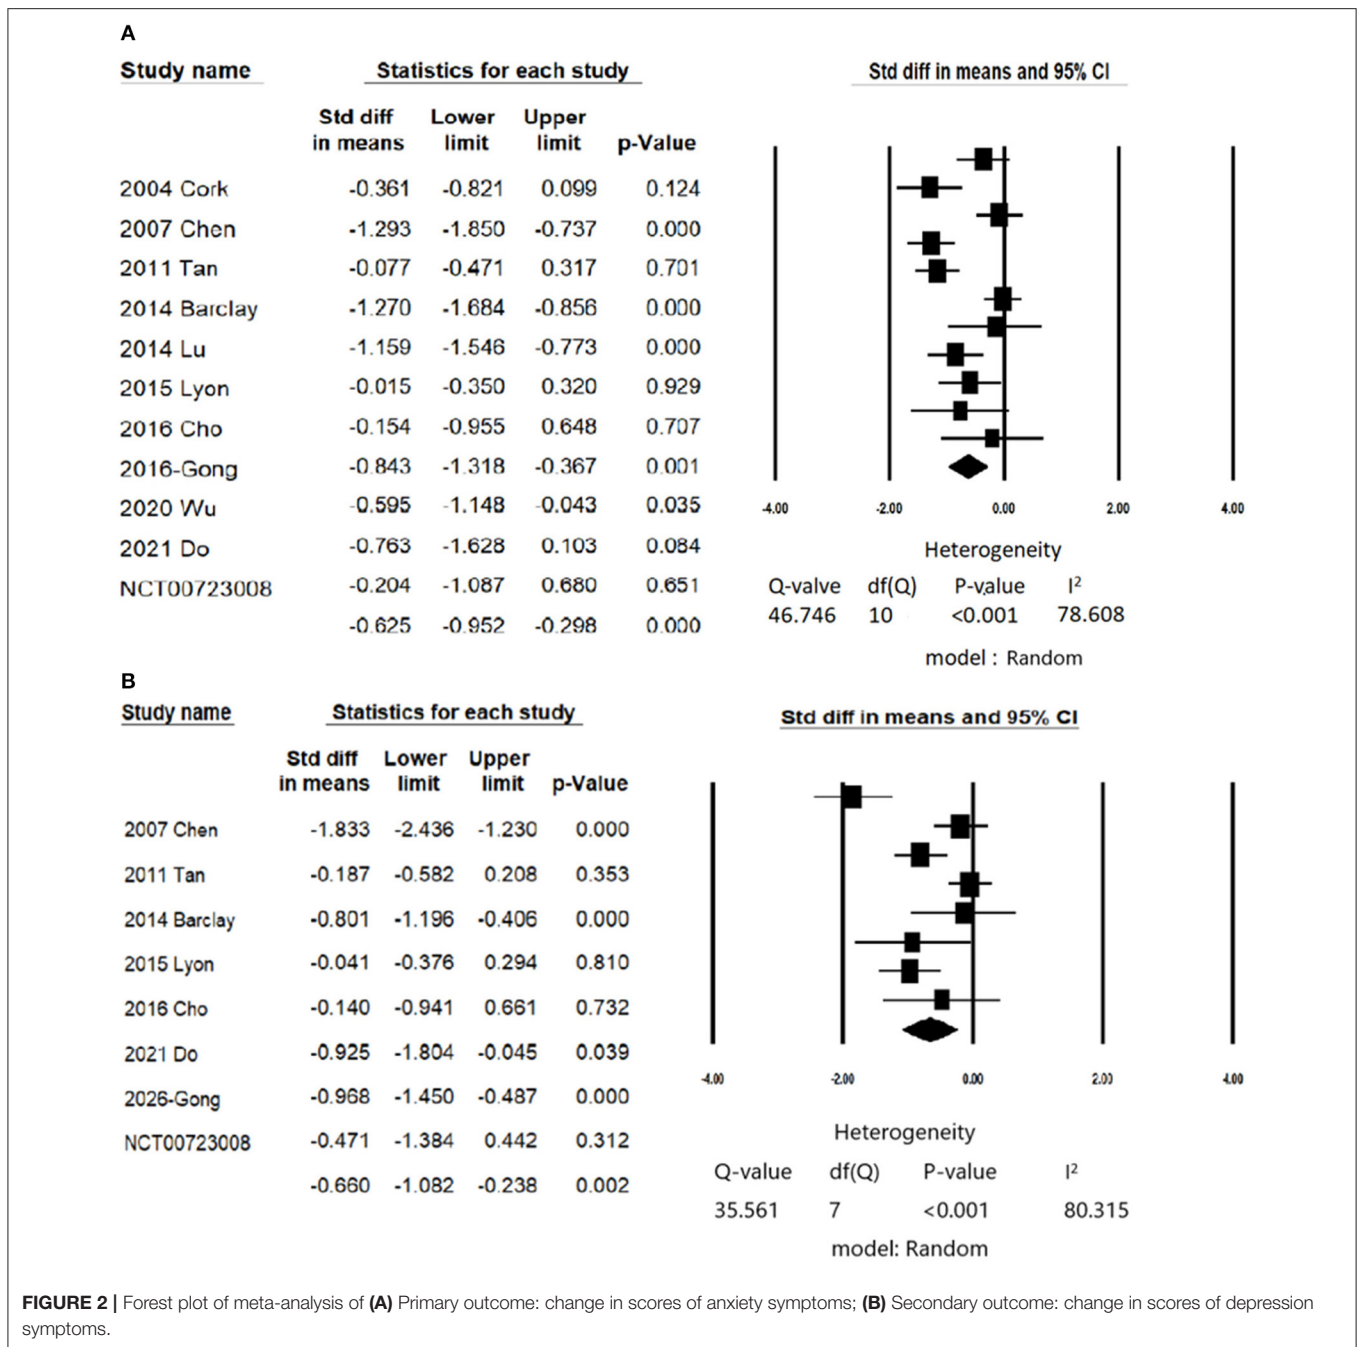 A
Study name Statistics for each study Std diff in means and 95% CI
Std diff Lower Upper
in means limit limit p-Value
2004 Cork -0.361 -0.821 0.099 0.124
2007 Chen -1.293 -1.850 -0.737 0.000
2011 Tan -0.077 -0.471 0.317 0.701
2014 Barclay -1.270 -1.684 -0.856 0.000
2014 Lu -1.159 -1.546 -0.773 0.000
2015 Lyon -0.015 -0.350 0.320 0.929
2016 Cho -0.154 -0.955 0.648 0.707
2016-Gong -0.843 -1.318 -0.367 0.001
2020 Wu -0.595 -1.148 -0.043 0.035
2021 Do -0.763 -1.628 0.103 0.084
NCT00723008 -0.204 -1.087 0.680 0.651
-0.625 -0.952 -0.298 0.000
-4.00 -2.00 0.00 2.00 4.00
Heterogeneity
Q-valve df(Q) P-value I²
46.746 10 <0.001 78.608
model : Random
B
Study name Statistics for each study Std diff in means and 95% CI
Std diff Lower Upper
in means limit limit p-Value
2007 Chen -1.833 -2.436 -1.230 0.000
2011 Tan -0.187 -0.582 0.208 0.353
2014 Barclay -0.801 -1.196 -0.406 0.000
2015 Lyon -0.041 -0.376 0.294 0.810
2016 Cho -0.140 -0.941 0.661 0.732
2021 Do -0.925 -1.804 -0.045 0.039
2026-Gong -0.968 -1.450 -0.487 0.000
NCT00723008 -0.471 -1.384 0.442 0.312
-0.660 -1.082 -0.238 0.002
-4.00 -2.00 0.00 2.00 4.00
Heterogeneity
Q-value df(Q) P-value I²
35.561 7 <0.001 80.315
model: Random
FIGURE 2 | Forest plot of meta-analysis of (A) Primary outcome: change in scores of anxiety symptoms; (B) Secondary outcome: change in scores of depression
symptoms.